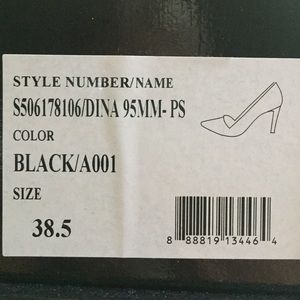 STYLE NUMBER/NAME
S506178106/DINA 95MM- PS
COLOR
BLACK/A001
SIZE
38.5
8 88819 13446 4